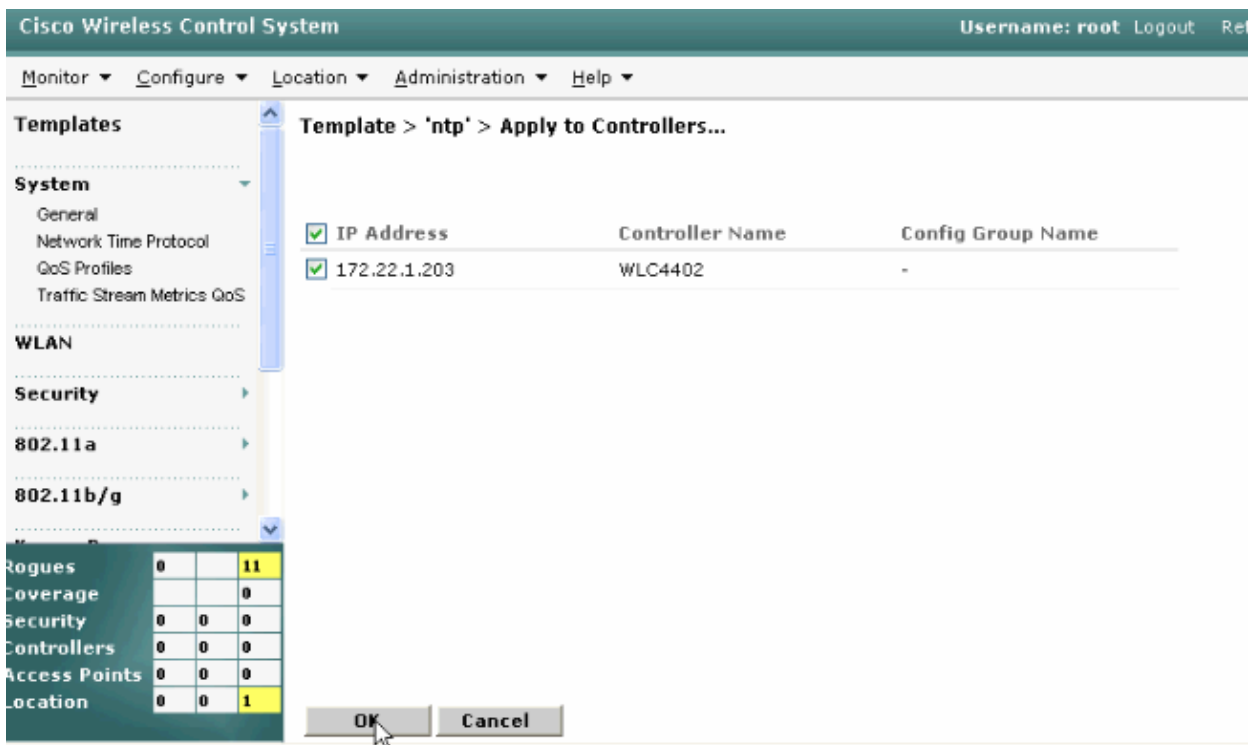 Cisco Wireless Control System
Username: root Logout
Monitor Configure Location Administration Help
Templates
System
General
Network Time Protocol
QoS Profiles
Traffic Stream Metrics QoS
WLAN
Security
802.11a
802.11b/g
Rogues 0 11
Coverage 0
Security 0 0 0
Controllers 0 0 0
Access Points 0 0 0
Location 0 0 1
Template > 'ntp' > Apply to Controllers...
IP Address Controller Name Config Group Name
172.22.1.203 WLC4402 -
OK Cancel